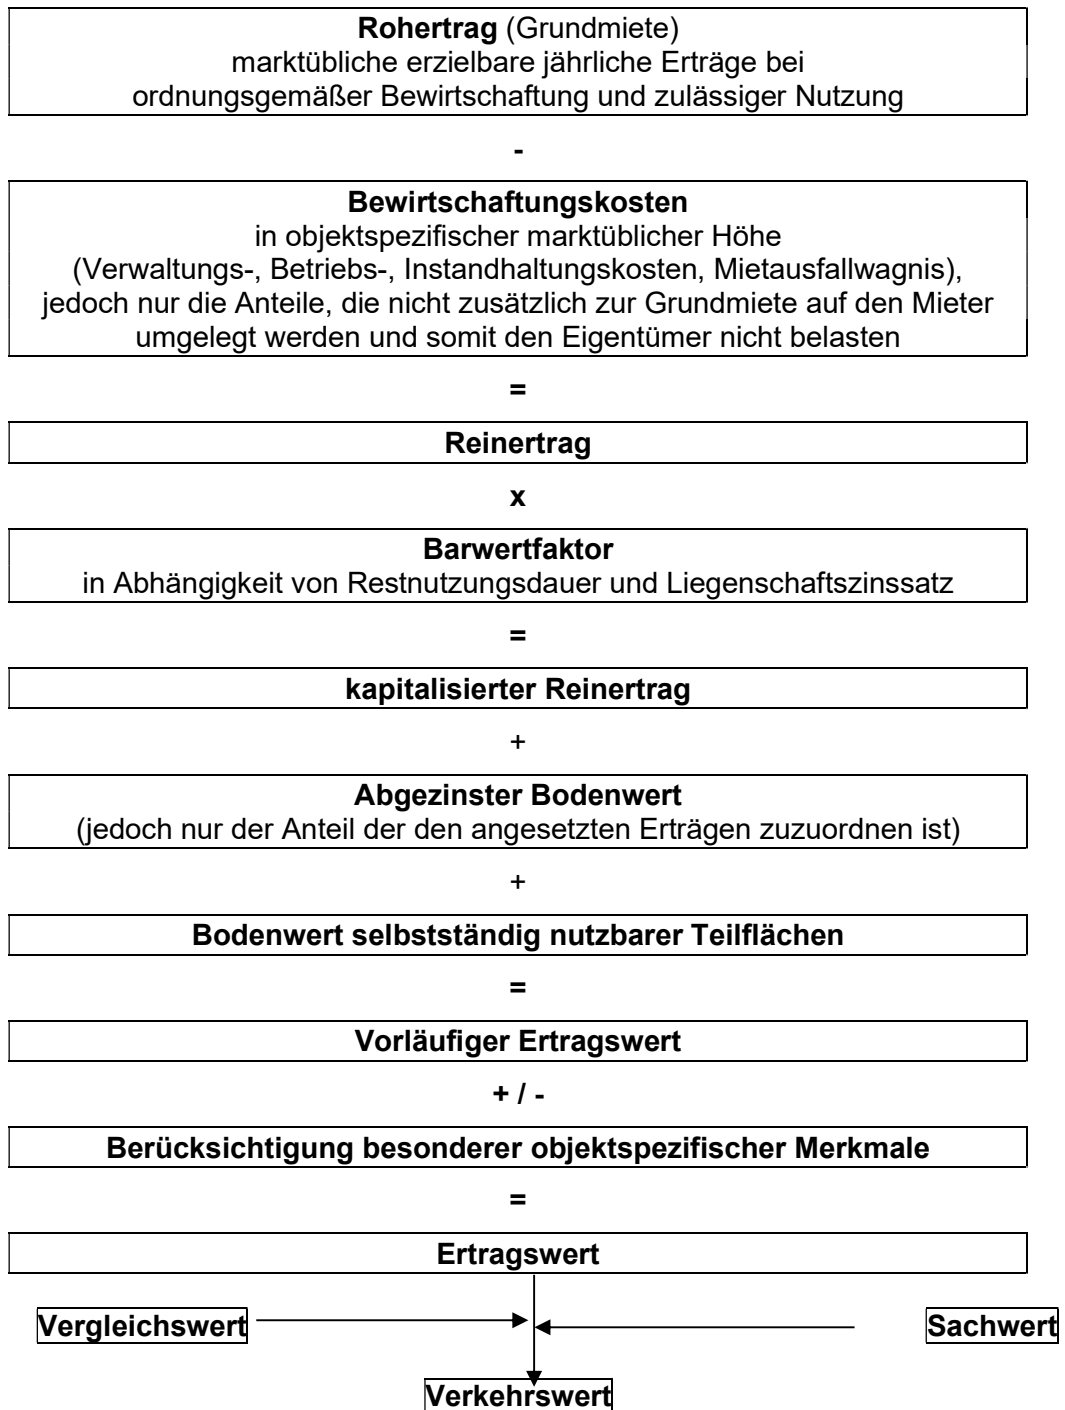 Rohertrag (Grundmiete)
marktübliche erzielbare jährliche Erträge bei
ordnungsgemäßer Bewirtschaftung und zulässiger Nutzung
-
Bewirtschaftungskosten
in objektspezifischer marktüblicher Höhe
(Verwaltungs-, Betriebs-, Instandhaltungskosten, Mietausfallwagnis),
jedoch nur die Anteile, die nicht zusätzlich zur Grundmiete auf den Mieter
umgelegt werden und somit den Eigentümer nicht belasten
=
Reinertrag
x
Barwertfaktor
in Abhängigkeit von Restnutzungsdauer und Liegenschaftszinssatz
=
kapitalisierter Reinertrag
+
Abgezinster Bodenwert
(jedoch nur der Anteil der den angesetzten Erträgen zuzuordnen ist)
+
Bodenwert selbstständig nutzbarer Teilflächen
=
Vorläufiger Ertragswert
+ / -
Berücksichtigung besonderer objektspezifischer Merkmale
=
Ertragswert
Vergleichswert
Sachwert
Verkehrswert